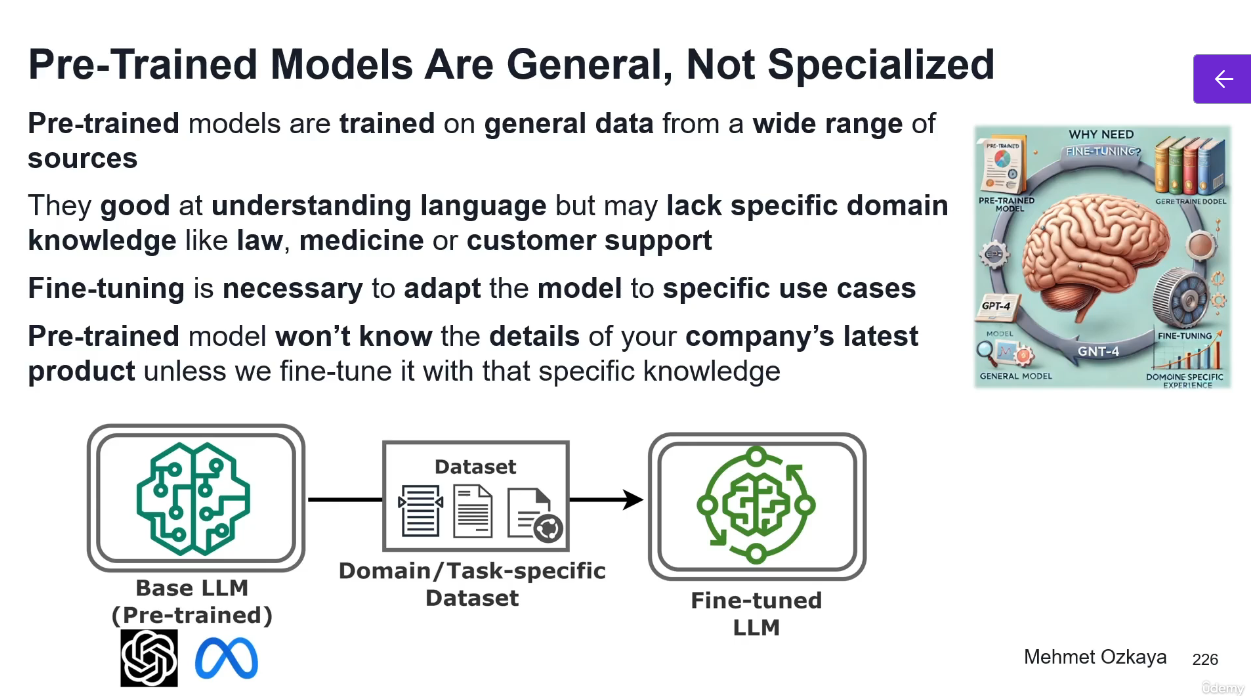 Pre-Trained Models Are General, Not Specialized
Pre-trained models are trained on general data from a wide range of
sources
They good at understanding language but may lack specific domain
knowledge like law, medicine or customer support
Fine-tuning is necessary to adapt the model to specific use cases
Pre-trained model won’t know the details of your company’s latest
product unless we fine-tune it with that specific knowledge
WHY NEED
FINE-TUNING?
PRE-TRAINED
PRE-TRAINED
MODEL
GPT-4
MODEL
GENERAL MODEL
GNT-4
FINE-TUNING
DOMOINE-SPECIFIC
EXPERIENCE
Dataset
Base LLM
(Pre-trained)
Domain/Task-specific
Dataset
Fine-tuned
LLM
Mehmet Ozkaya
226
ûdemy